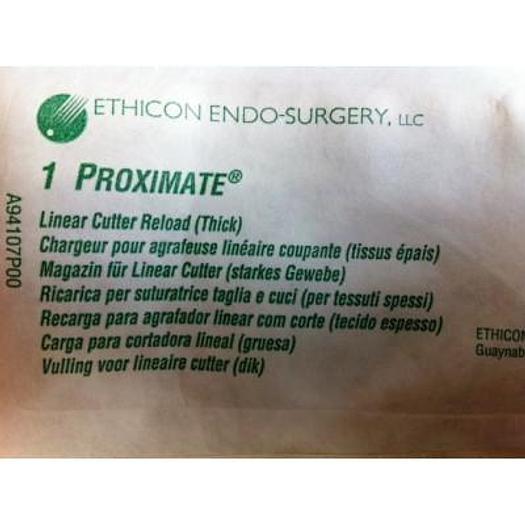 ETHICON ENDO-SURGERY, LLC
1 PROXIMATE®
Linear Cutter Reload (Thick)
Chargeur pour agrafeuse linéaire coupante (tissus épais)
Magazin für Linear Cutter (starkes Gewebe)
Ricarica per suturatrice taglia e cuci (per tessuti spessi)
Recarga para agrafador linear com corte (tecido espesso)
Carga para cortadora lineal (gruesa)
Vulling voor lineaire cutter (dik)
A94107P00
ETHICON
Guaynab